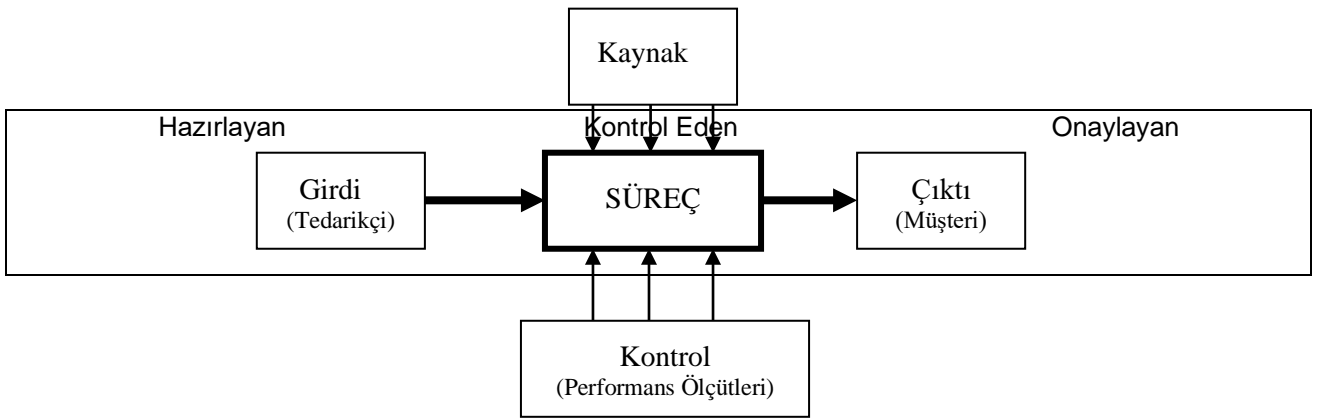 Kaynak
Hazırlayan Kontrol Eden Onaylayan
Girdi
(Tedarikçi)
SÜREÇ
Çıktı
(Müşteri)
Kontrol
(Performans Ölçütleri)